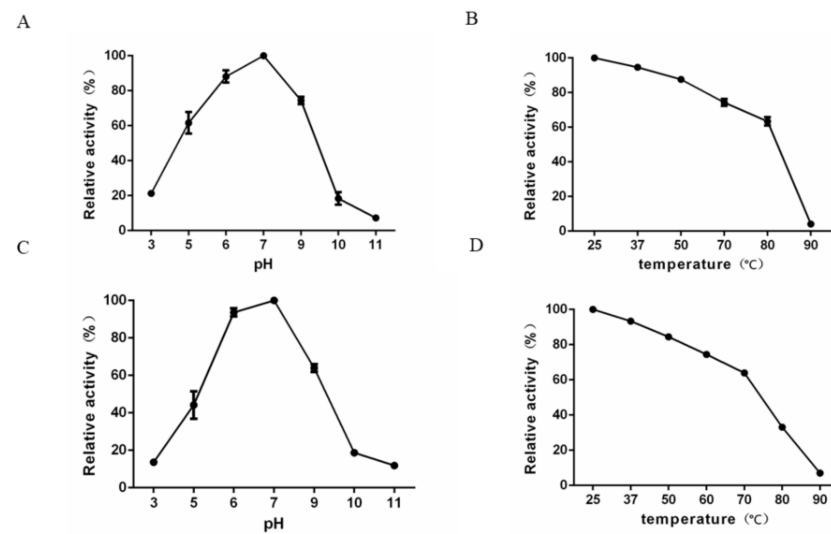 A
Relative activity (%)
100
80
60
40
20
0
3 5 6 7 9 10 11
pH
B
Relative activity (%)
100
80
60
40
20
0
25 37 50 70 80 90
temperature (℃)
C
Relative activity (%)
100
80
60
40
20
0
3 5 6 7 9 10 11
pH
D
Relative activity (%)
100
80
60
40
20
0
25 37 50 60 70 80 90
temperature (℃)